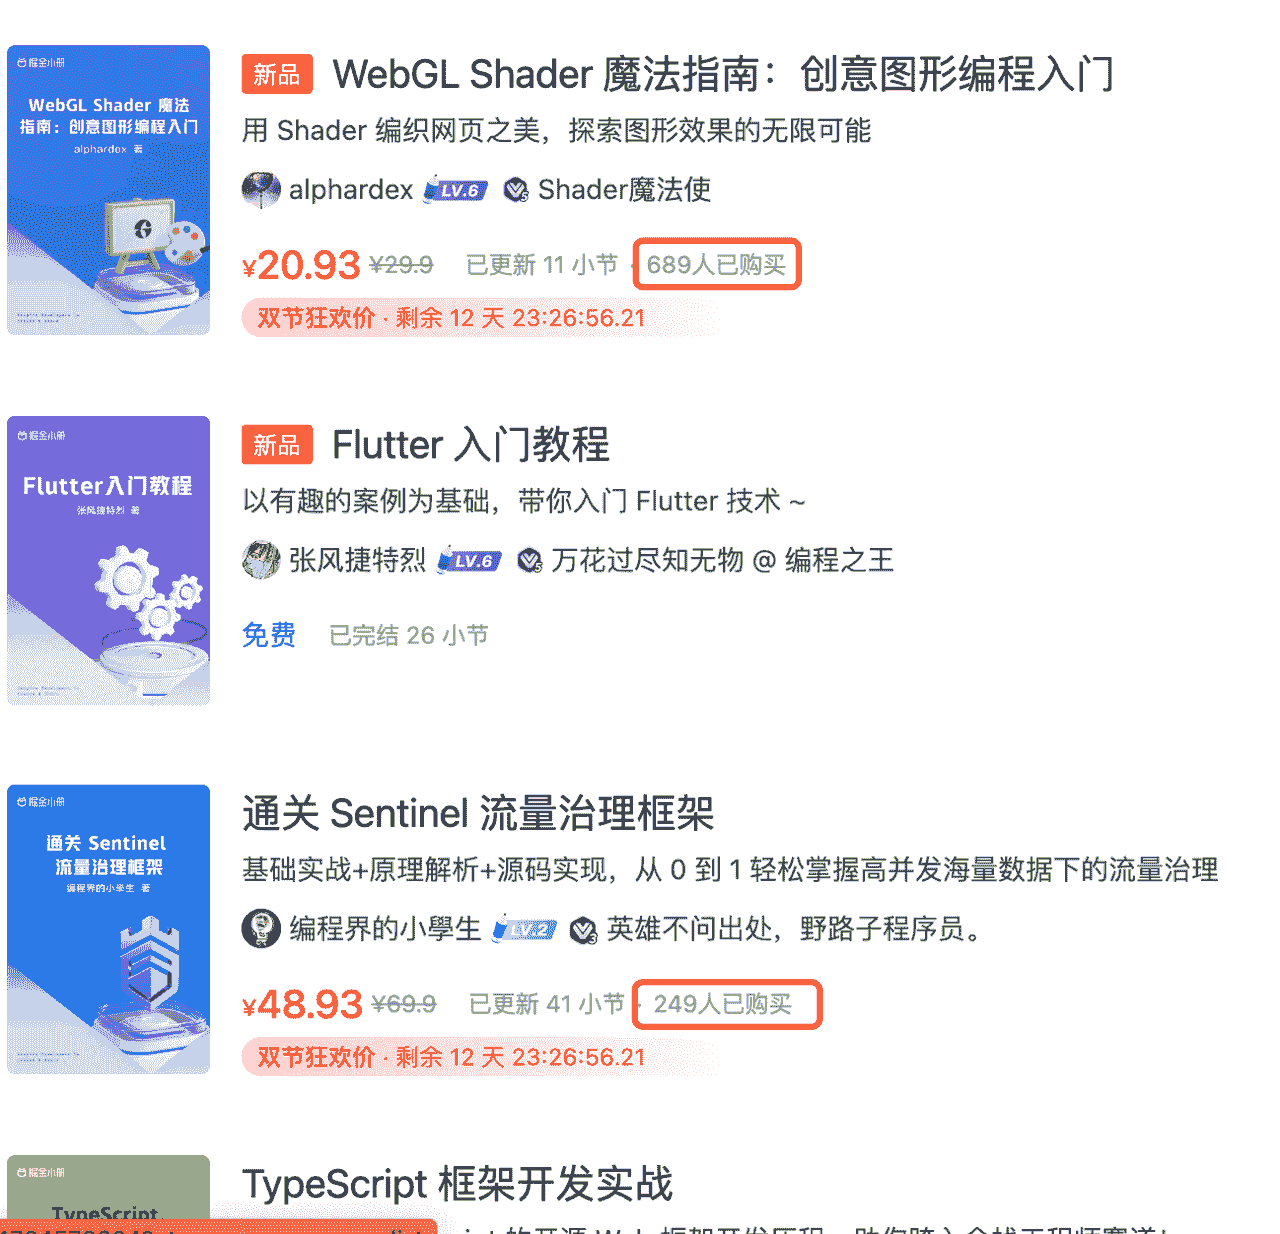 掘金小册
WebGL Shader 魔法
指南：创意图形编程入门
alphardex 著
新品 WebGL Shader 魔法指南：创意图形编程入门
用 Shader 编织网页之美，探索图形效果的无限可能
alphardex LV.6 5 Shader魔法使
¥20.93 ¥29.9 已更新 11 小节 · 689人已购买
双节狂欢价 · 剩余 12 天 23:26:56.21
掘金小册
Flutter入门教程
张风捷特烈 著
新品 Flutter 入门教程
以有趣的案例为基础，带你入门 Flutter 技术 ~
张风捷特烈 LV.6 5 万花过尽知无物 @ 编程之王
免费 已完结 26 小节
掘金小册
通关 Sentinel
流量治理框架
编程界的小學生 著
通关 Sentinel 流量治理框架
基础实战+原理解析+源码实现，从 0 到 1 轻松掌握高并发海量数据下的流量治理
编程界的小學生 LV.2 3 英雄不问出处，野路子程序员。
¥48.93 ¥69.9 已更新 41 小节 · 249人已购买
双节狂欢价 · 剩余 12 天 23:26:56.21
掘金小册
TypeScript
TypeScript 框架开发实战